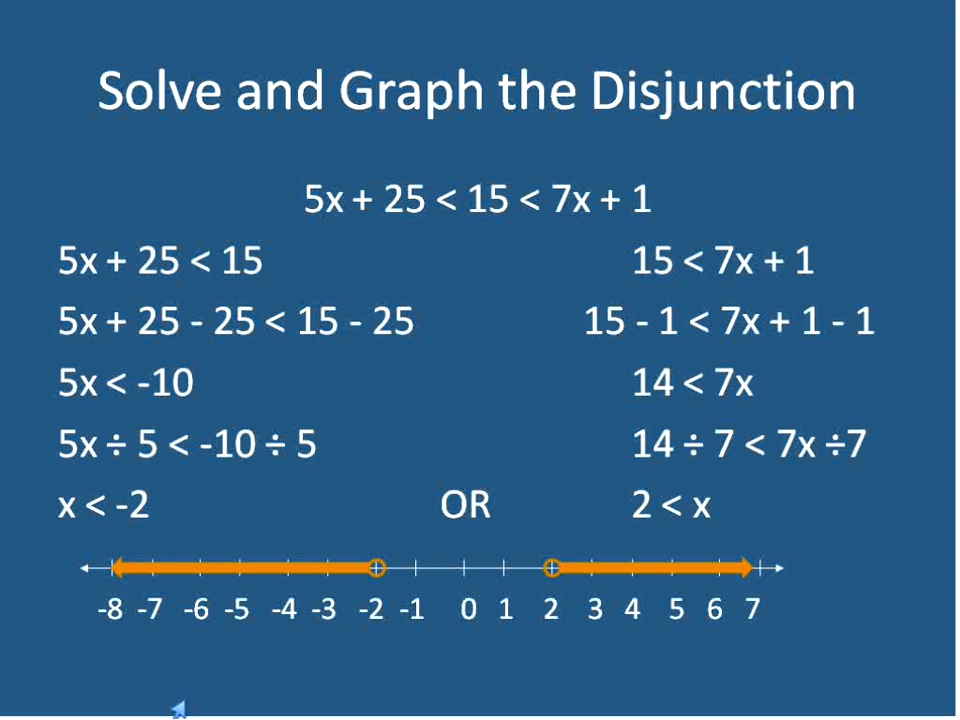 Solve and Graph the Disjunction
5x + 25 < 15 < 7x + 1
5x + 25 < 15 15 < 7x + 1
5x + 25 - 25 < 15 - 25 15 - 1 < 7x + 1 - 1
5x < -10 14 < 7x
5x ÷ 5 < -10 ÷ 5 14 ÷ 7 < 7x ÷7
x < -2 OR 2 < x
-8 -7 -6 -5 -4 -3 -2 -1 0 1 2 3 4 5 6 7